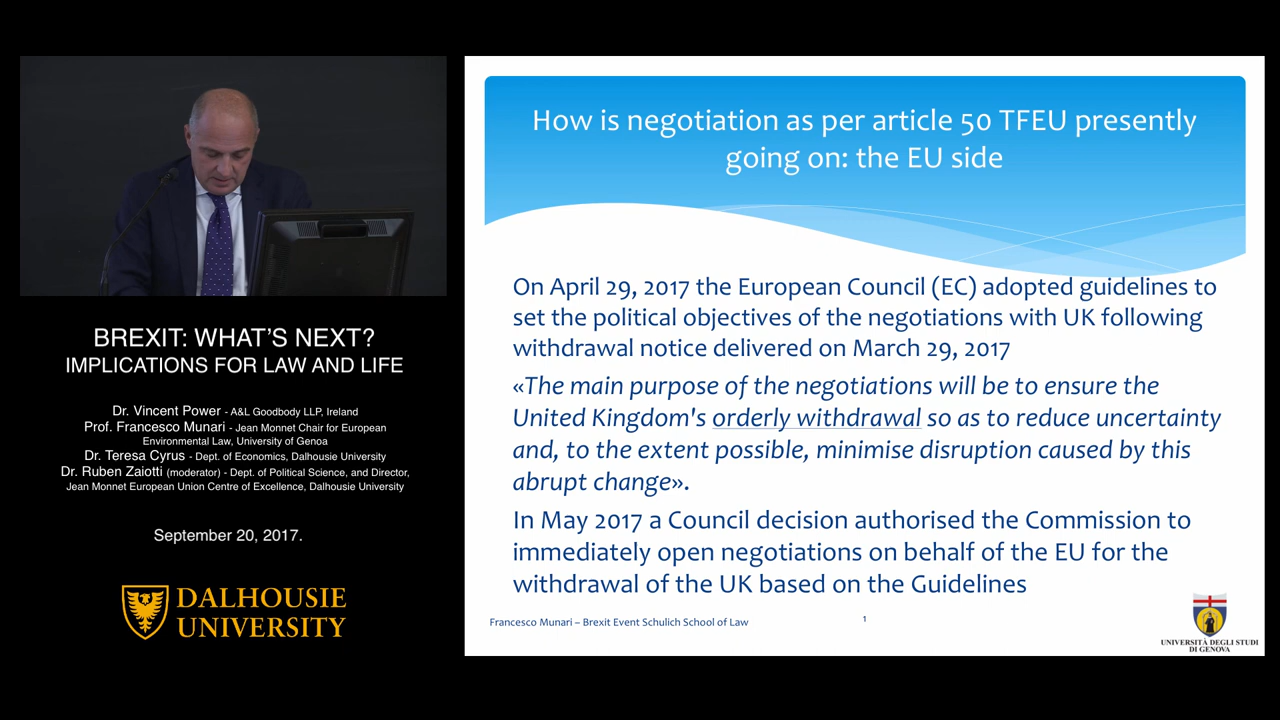 BREXIT: WHAT'S NEXT?
IMPLICATIONS FOR LAW AND LIFE
Dr. Vincent Power - A&L Goodbody LLP, Ireland
Prof. Francesco Munari - Jean Monnet Chair for European
Environmental Law, University of Genoa
Dr. Teresa Cyrus - Dept. of Economics, Dalhousie University
Dr. Ruben Zaiotti (moderator) - Dept. of Political Science, and Director,
Jean Monnet European Union Centre of Excellence, Dalhousie University
September 20, 2017.
DALHOUSIE
UNIVERSITY
How is negotiation as per article 50 TFEU presently
going on: the EU side
On April 29, 2017 the European Council (EC) adopted guidelines to
set the political objectives of the negotiations with UK following
withdrawal notice delivered on March 29, 2017
«The main purpose of the negotiations will be to ensure the
United Kingdom's orderly withdrawal so as to reduce uncertainty
and, to the extent possible, minimise disruption caused by this
abrupt change».
In May 2017 a Council decision authorised the Commission to
immediately open negotiations on behalf of the EU for the
withdrawal of the UK based on the Guidelines
Francesco Munari – Brexit Event Schulich School of Law
1
UNIVERSITÀ DEGLI STUDI
DI GENOVA